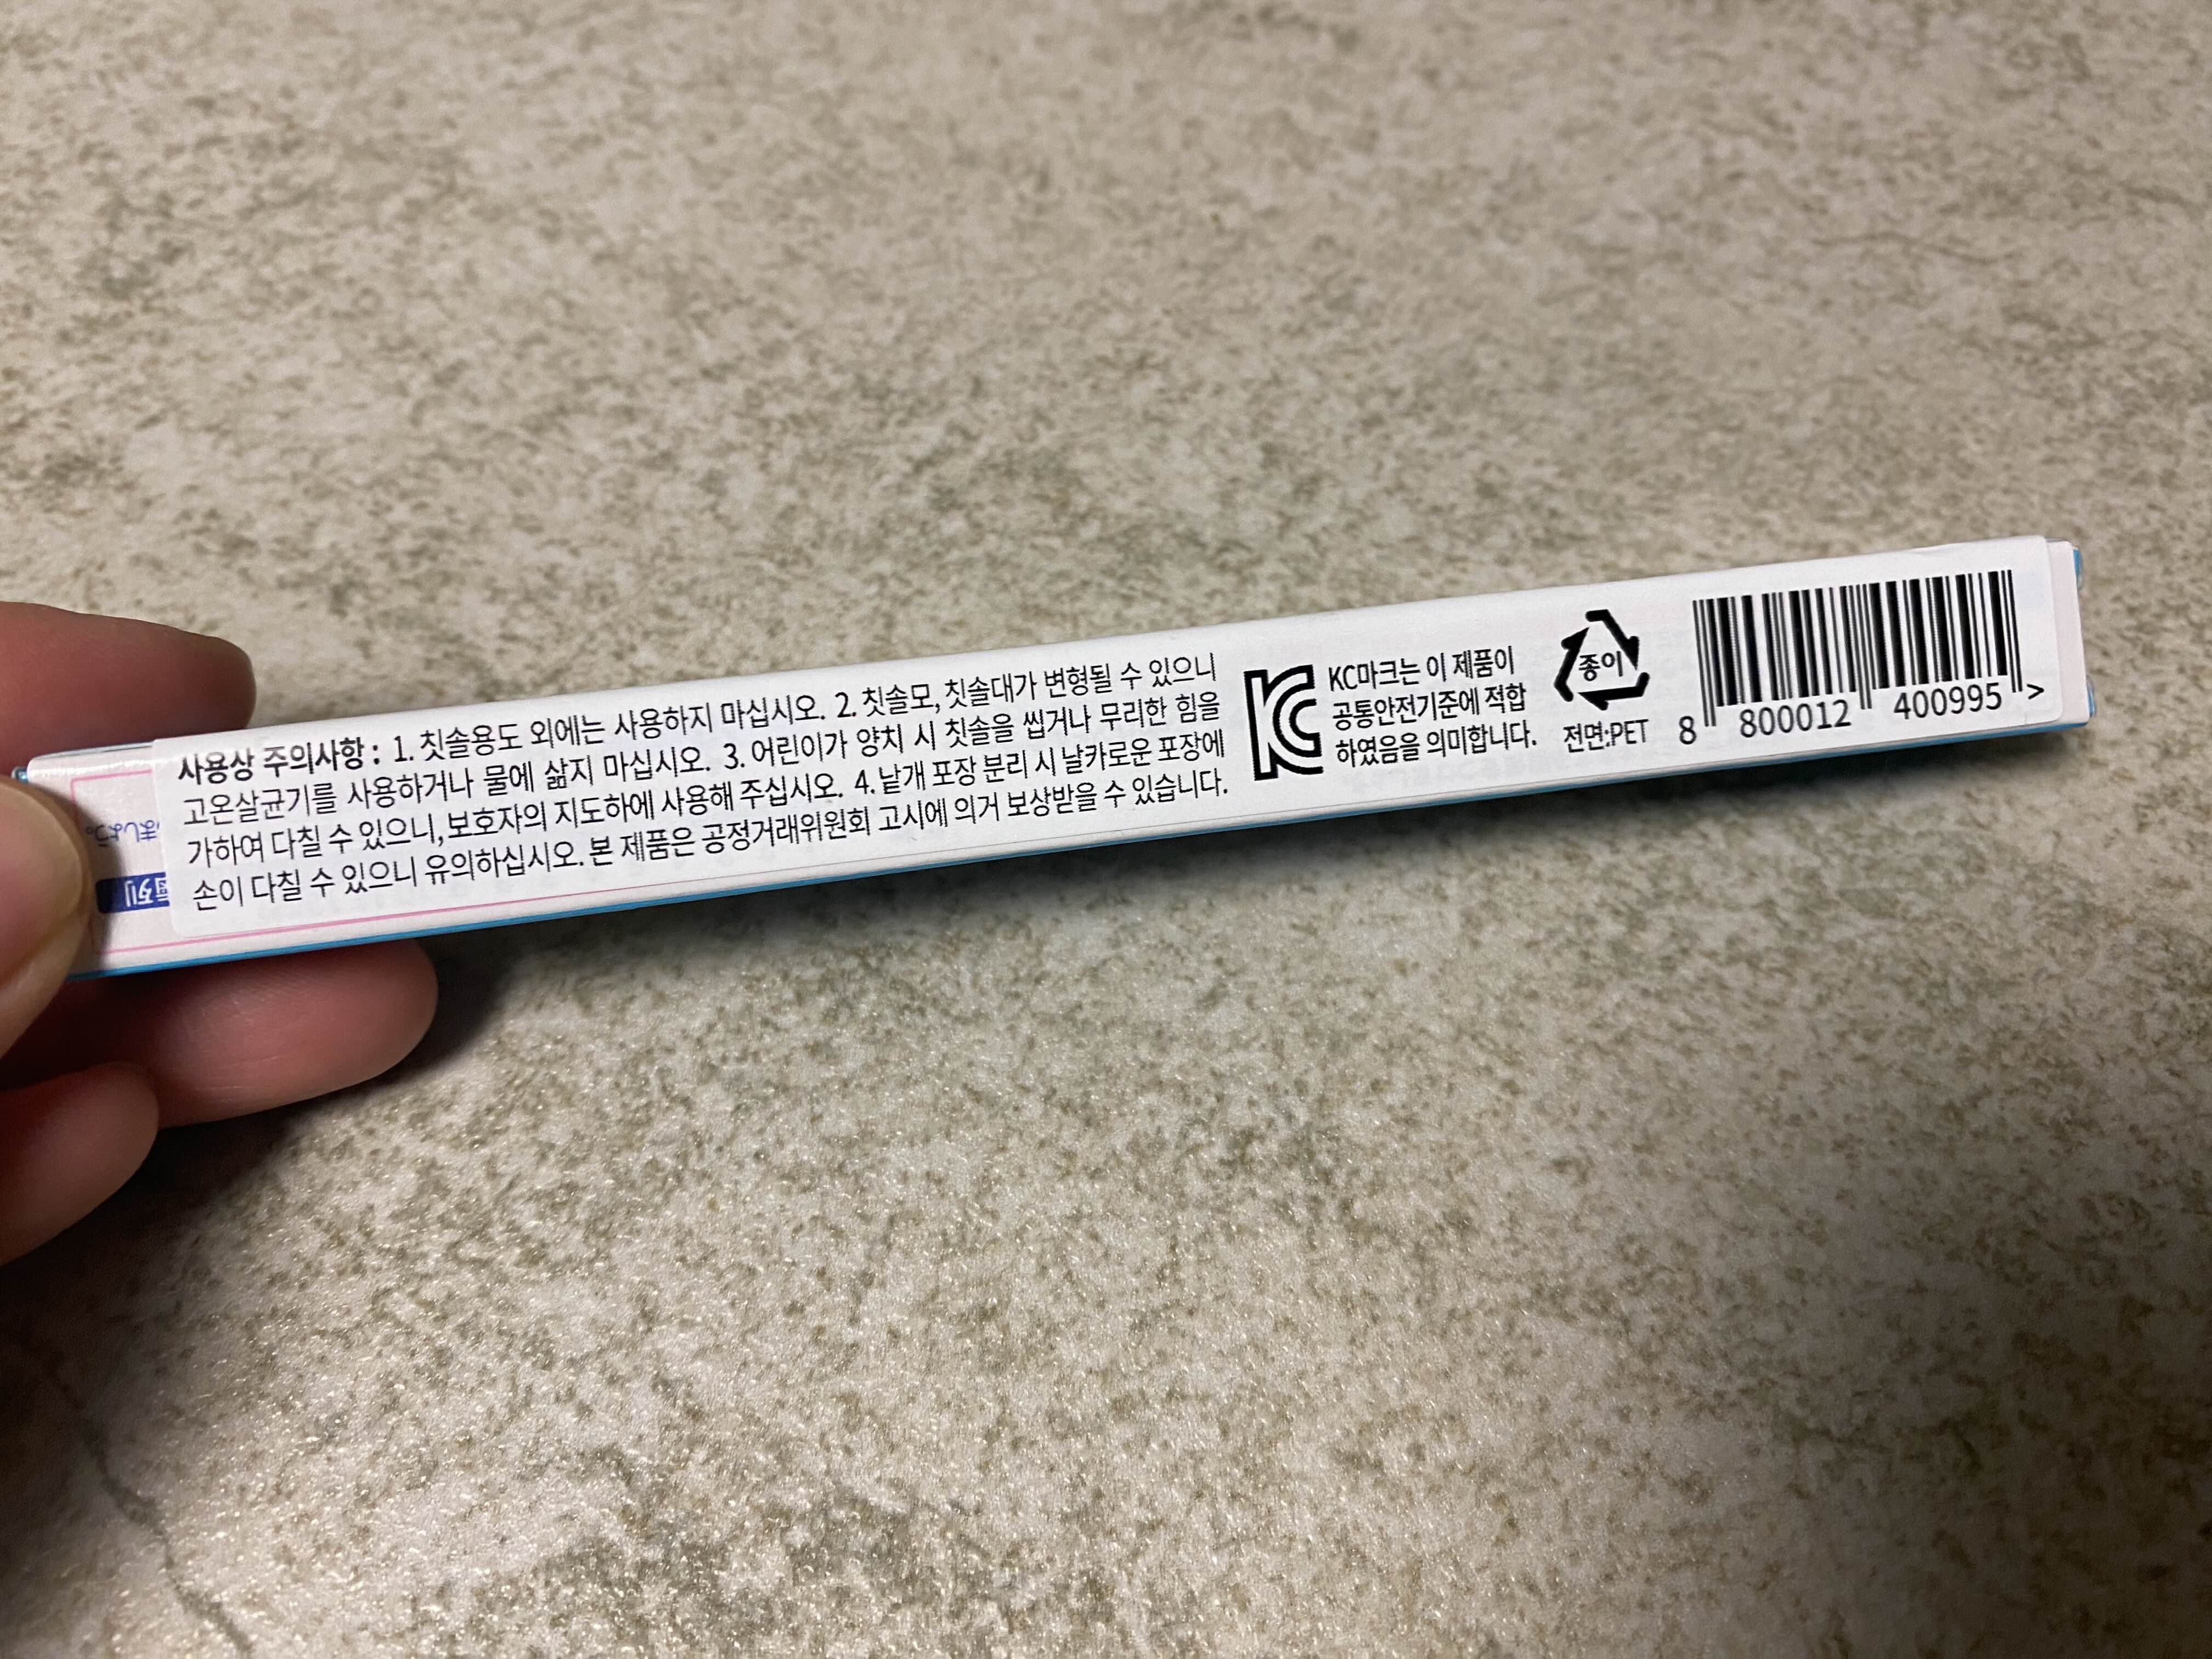 사용상 주의사항 : 1. 칫솔용도 외에는 사용하지 마십시오. 2. 칫솔모, 칫솔대가 변형될 수 있으니
고온살균기를 사용하거나 물에 삶지 마십시오. 3. 어린이가 양치 시 칫솔을 씹거나 무리한 힘을
가하여 다칠 수 있으니, 보호자의 지도하에 사용해 주십시오. 4. 낱개 포장 분리 시 날카로운 포장에
손이 다칠 수 있으니 유의하십시오. 본 제품은 공정거래위원회 고시에 의거 보상받을 수 있습니다.
KC마크는 이 제품이
공통안전기준에 적합
하였음을 의미합니다.
종이
전면:PET
8 800012 400995 >